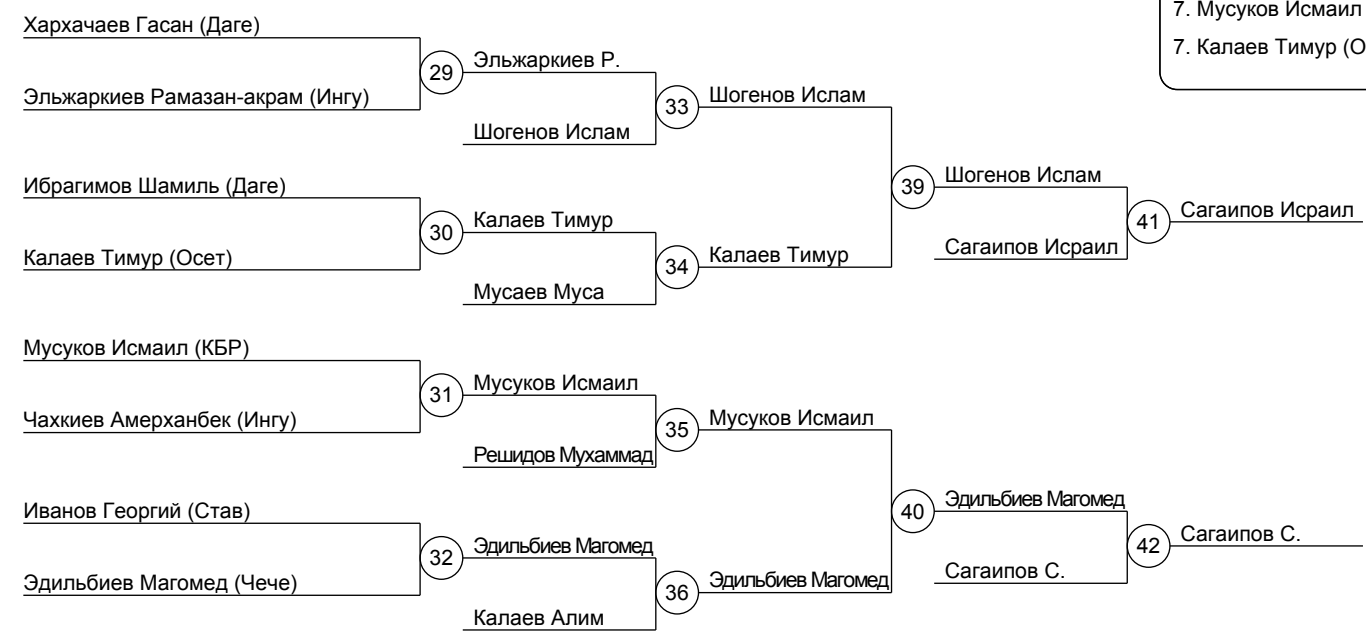 7. Мусуков Исмаил
7. Калаев Тимур (О
Хархачаев Гасан (Даге)
29
Эльжаркиев Р.
Эльжаркиев Рамазан-акрам (Ингу)
33
Шогенов Ислам
Шогенов Ислам
Ибрагимов Шамиль (Даге)
39
Шогенов Ислам
30
Калаев Тимур
41
Сагаипов Исраил
Калаев Тимур (Осет)
34
Калаев Тимур
Сагаипов Исраил
Мусаев Муса
Мусуков Исмаил (КБР)
31
Мусуков Исмаил
Чахкиев Амерханбек (Ингу)
35
Мусуков Исмаил
Решидов Мухаммад
Иванов Георгий (Став)
40
Эдильбиев Магомед
32
Эдильбиев Магомед
42
Сагаипов С.
Эдильбиев Магомед (Чече)
36
Эдильбиев Магомед
Сагаипов С.
Калаев Алим